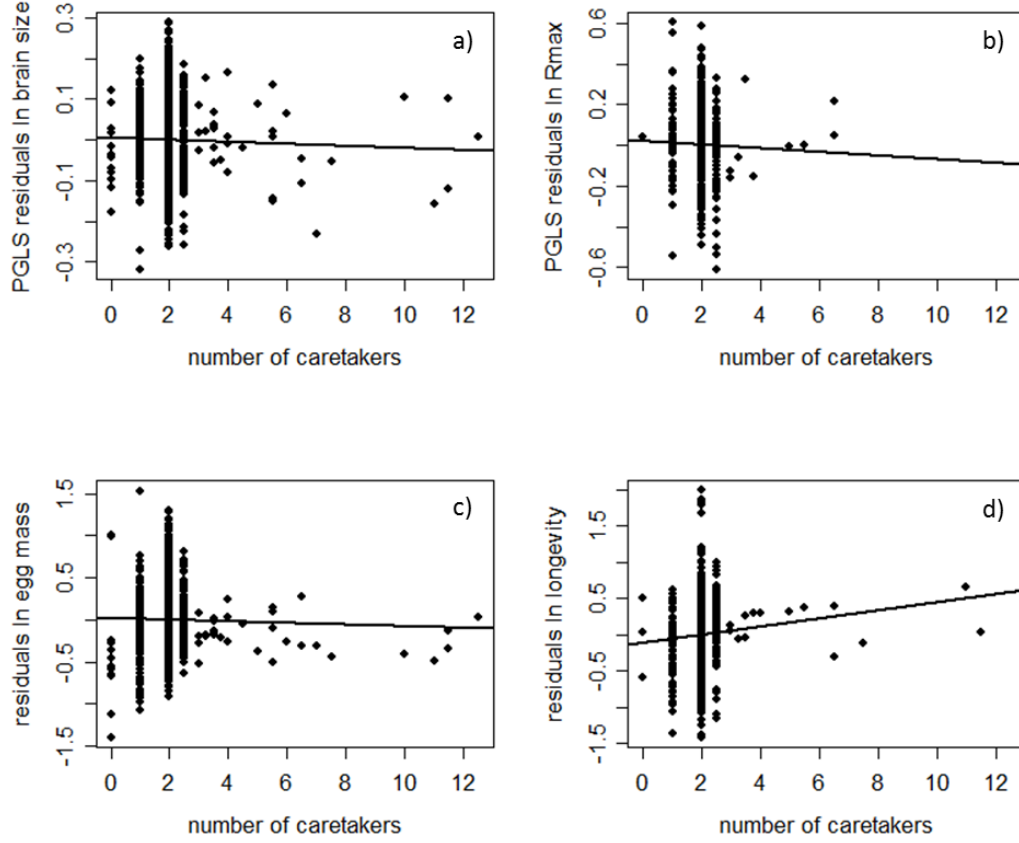 a)
PGLS residuals ln brain size
0.3
0.1
-0.1
-0.3
0 2 4 6 8 10 12
number of caretakers
b)
PGLS residuals ln Rmax
0.6
0.2
-0.2
-0.6
0 2 4 6 8 10 12
number of caretakers
c)
residuals ln egg mass
1.5
0.5
-0.5
-1.5
0 2 4 6 8 10 12
number of caretakers
d)
residuals ln longevity
1.5
0.5
-0.5
-1.5
0 2 4 6 8 10 12
number of caretakers